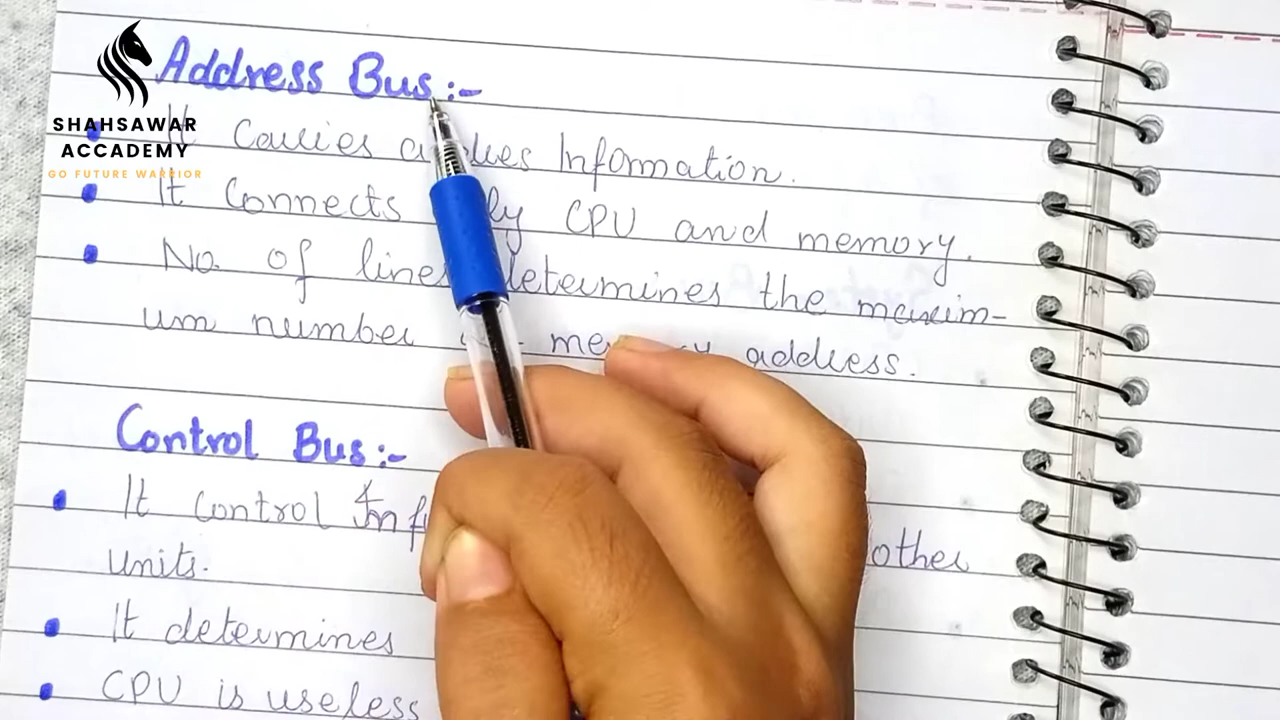 Address Bus:-
SHAHSAWAR
ACCADEMY
GO FUTURE WARRIOR
It Carries Information.
It Connects CPU and memory.
No. of lines determines the maxim-
um number address.
Control Bus:-
It Control other
units.
It determines
CPU is useless